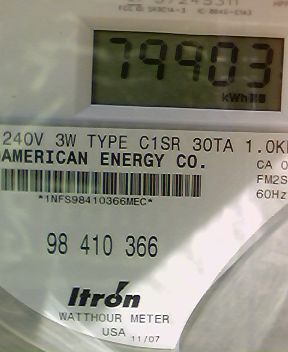 79903
kWh
240V 3W TYPE C1SR 30TA 1.0
AMERICAN ENERGY CO.
CA
FM2S
60Hz
*1NFS98410366MEC*
98 410 366
Itron
WATTHOUR METER
USA 11/07